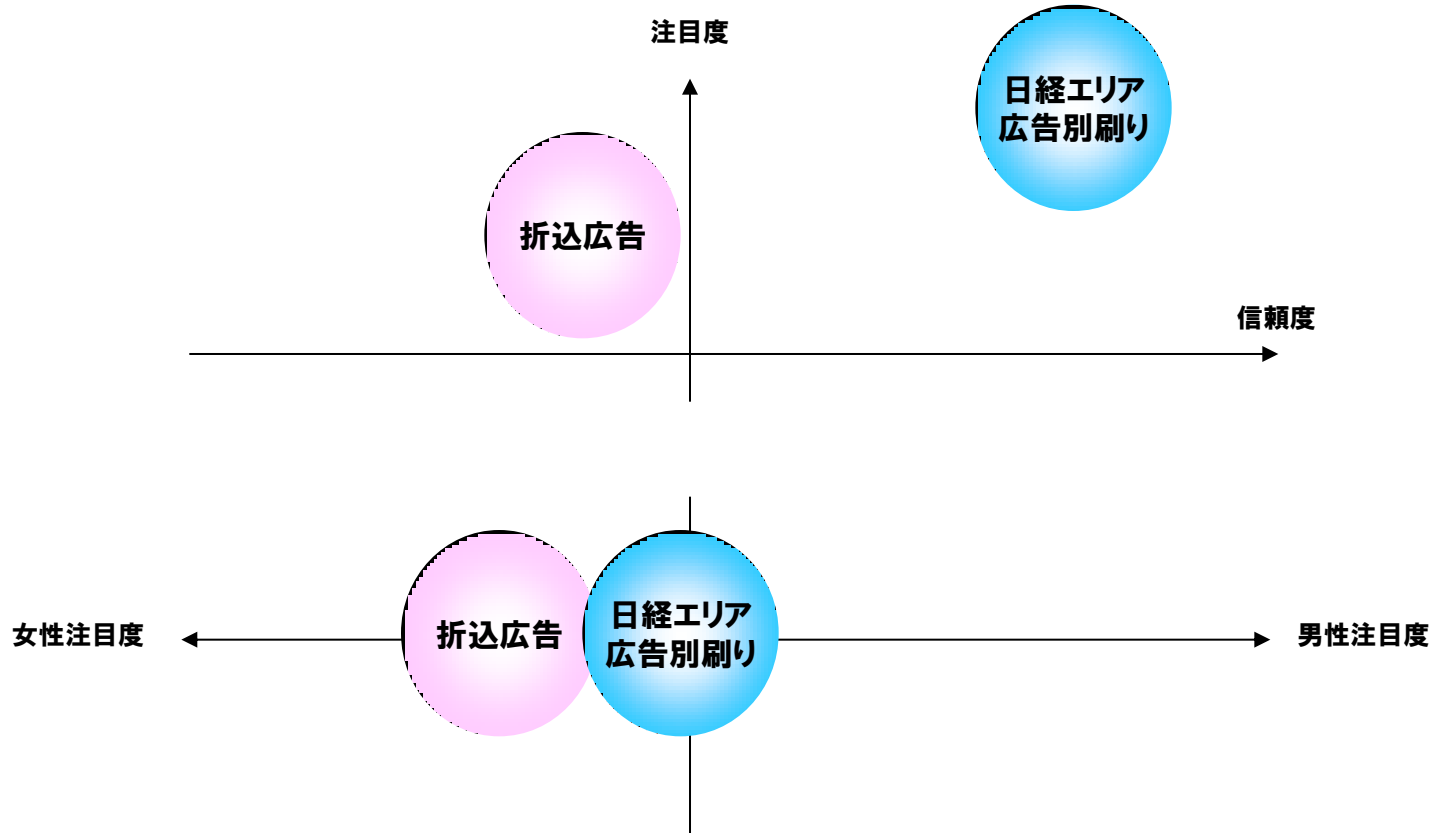 注目度
日経エリア
広告別刷り
折込広告
信頼度
女性注目度
折込広告
日経エリア
広告別刷り
男性注目度